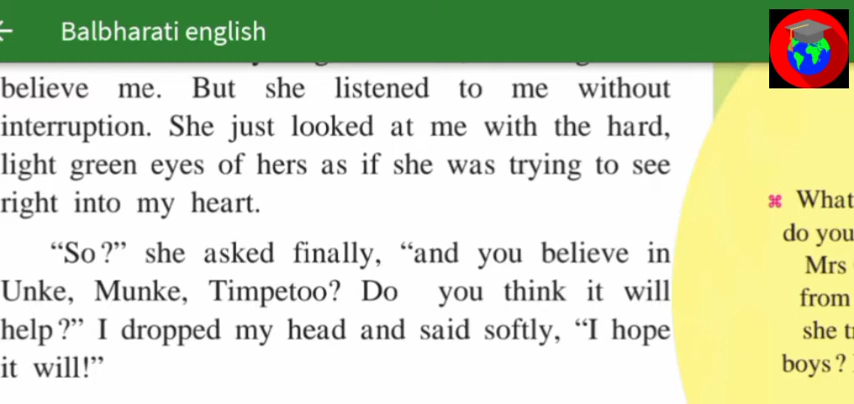 Balbharati english
believe me. But she listened to me without
interruption. She just looked at me with the hard,
light green eyes of hers as if she was trying to see
right into my heart.
“So?” she asked finally, “and you believe in
Unke, Munke, Timpetoo? Do you think it will
help?” I dropped my head and said softly, “I hope
it will!”
⌘ What
do you
Mrs
from
she
boys?